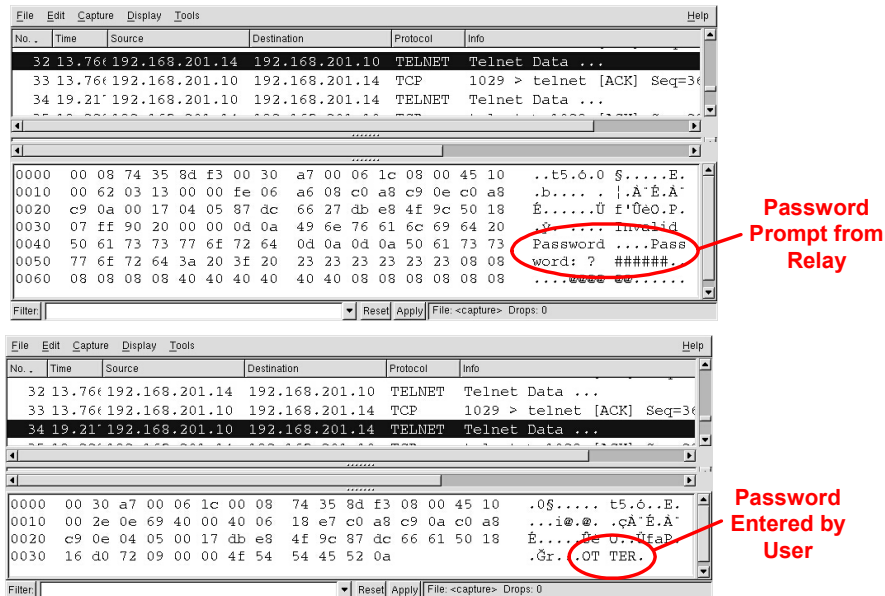 File Edit Capture Display Tools Help
No. . Time Source Destination Protocol Info
32 13.76 192.168.201.14 192.168.201.10 TELNET Telnet Data ...
33 13.76 192.168.201.10 192.168.201.14 TCP 1029 > telnet [ACK] Seq=36
34 19.21 192.168.201.10 192.168.201.14 TELNET Telnet Data ...
0000 00 08 74 35 8d f3 00 30 a7 00 06 1c 08 00 45 10 ..t5.ó.0 §.....E.
0010 00 62 03 13 00 00 fe 06 a6 08 c0 a8 c9 0e c0 a8 .b.... . ¦.À¨É.À¨
0020 c9 0a 00 17 04 05 87 dc 66 27 db e8 4f 9c 50 18 É......Ü f'ÛèO.P.
0030 07 ff 90 20 00 00 0d 0a 49 6e 76 61 6c 69 64 20 .ÿ. .... Invalid
0040 50 61 73 73 77 6f 72 64 0d 0a 0d 0a 50 61 73 73 Password ....Pass
0050 77 6f 72 64 3a 20 3f 20 23 23 23 23 23 23 08 08 word: ? ######..
0060 08 08 08 08 40 40 40 40 40 40 08 08 08 08 08 08 ....@@@@ @@......
Password
Prompt from
Relay
Filter: Reset Apply File: <capture> Drops: 0
File Edit Capture Display Tools Help
No. . Time Source Destination Protocol Info
32 13.76 192.168.201.14 192.168.201.10 TELNET Telnet Data ...
33 13.76 192.168.201.10 192.168.201.14 TCP 1029 > telnet [ACK] Seq=36
34 19.21 192.168.201.10 192.168.201.14 TELNET Telnet Data ...
0000 00 30 a7 00 06 1c 00 08 74 35 8d f3 08 00 45 10 .0§..... t5.ó..E.
0010 00 2e 0e 69 40 00 40 06 18 e7 c0 a8 c9 0a c0 a8 ...i@.@. .çÀ¨É.À¨
0020 c9 0e 04 05 00 17 db e8 4f 9c 87 dc 66 61 50 18 É.....Ûè O..ÜfaP.
0030 16 d0 72 09 00 00 4f 54 54 45 52 0a .Ðr...OT TER.
Password
Entered by
User
Filter: Reset Apply File: <capture> Drops: 0